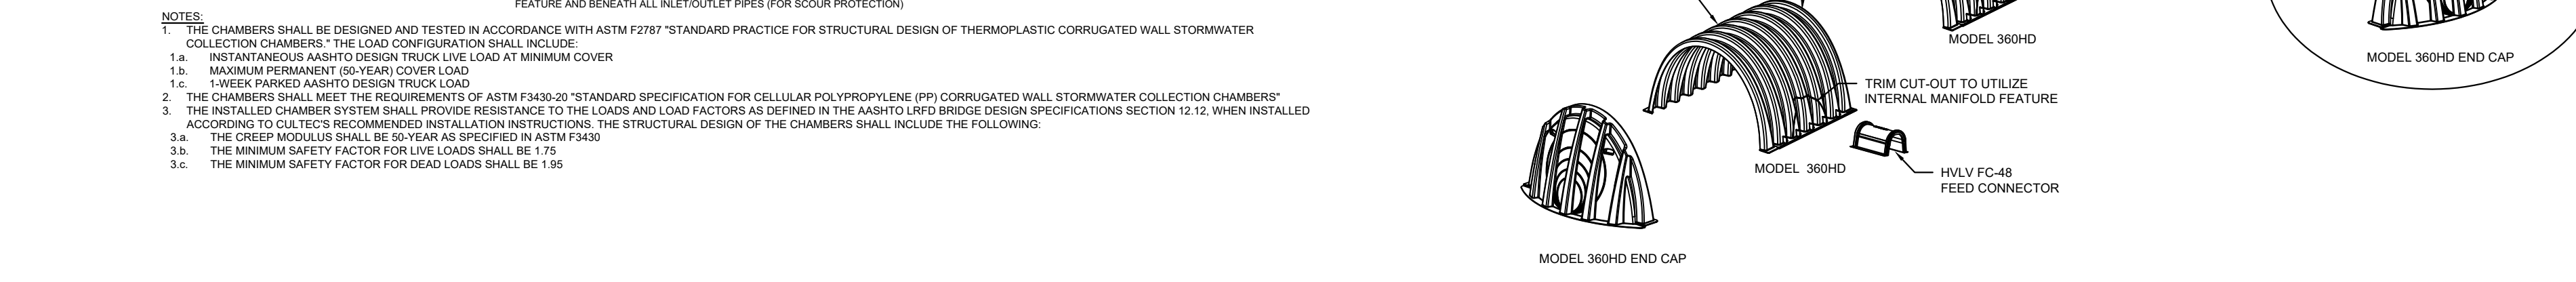 FEATURE AND BENEATH ALL INLET/OUTLET PIPES (FOR SCOUR PROTECTION)
NOTES:
1. THE CHAMBERS SHALL BE DESIGNED AND TESTED IN ACCORDANCE WITH ASTM F2787 "STANDARD PRACTICE FOR STRUCTURAL DESIGN OF THERMOPLASTIC CORRUGATED WALL STORMWATER
COLLECTION CHAMBERS." THE LOAD CONFIGURATION SHALL INCLUDE:
1.a. INSTANTANEOUS AASHTO DESIGN TRUCK LIVE LOAD AT MINIMUM COVER
1.b. MAXIMUM PERMANENT (50-YEAR) COVER LOAD
1.c. 1-WEEK PARKED AASHTO DESIGN TRUCK LOAD
2. THE CHAMBERS SHALL MEET THE REQUIREMENTS OF ASTM F3430-20 "STANDARD SPECIFICATION FOR CELLULAR POLYPROPYLENE (PP) CORRUGATED WALL STORMWATER COLLECTION CHAMBERS"
3. THE INSTALLED CHAMBER SYSTEM SHALL PROVIDE RESISTANCE TO THE LOADS AND LOAD FACTORS AS DEFINED IN THE AASHTO LRFD BRIDGE DESIGN SPECIFICATIONS SECTION 12.12, WHEN INSTALLED
ACCORDING TO CULTEC'S RECOMMENDED INSTALLATION INSTRUCTIONS. THE STRUCTURAL DESIGN OF THE CHAMBERS SHALL INCLUDE THE FOLLOWING:
3.a. THE CREEP MODULUS SHALL BE 50-YEAR AS SPECIFIED IN ASTM F3430
3.b. THE MINIMUM SAFETY FACTOR FOR LIVE LOADS SHALL BE 1.75
3.c. THE MINIMUM SAFETY FACTOR FOR DEAD LOADS SHALL BE 1.95
MODEL 360HD
TRIM CUT-OUT TO UTILIZE
INTERNAL MANIFOLD FEATURE
MODEL 360HD
HVLV FC-48
FEED CONNECTOR
MODEL 360HD END CAP
MODEL 360HD END CAP